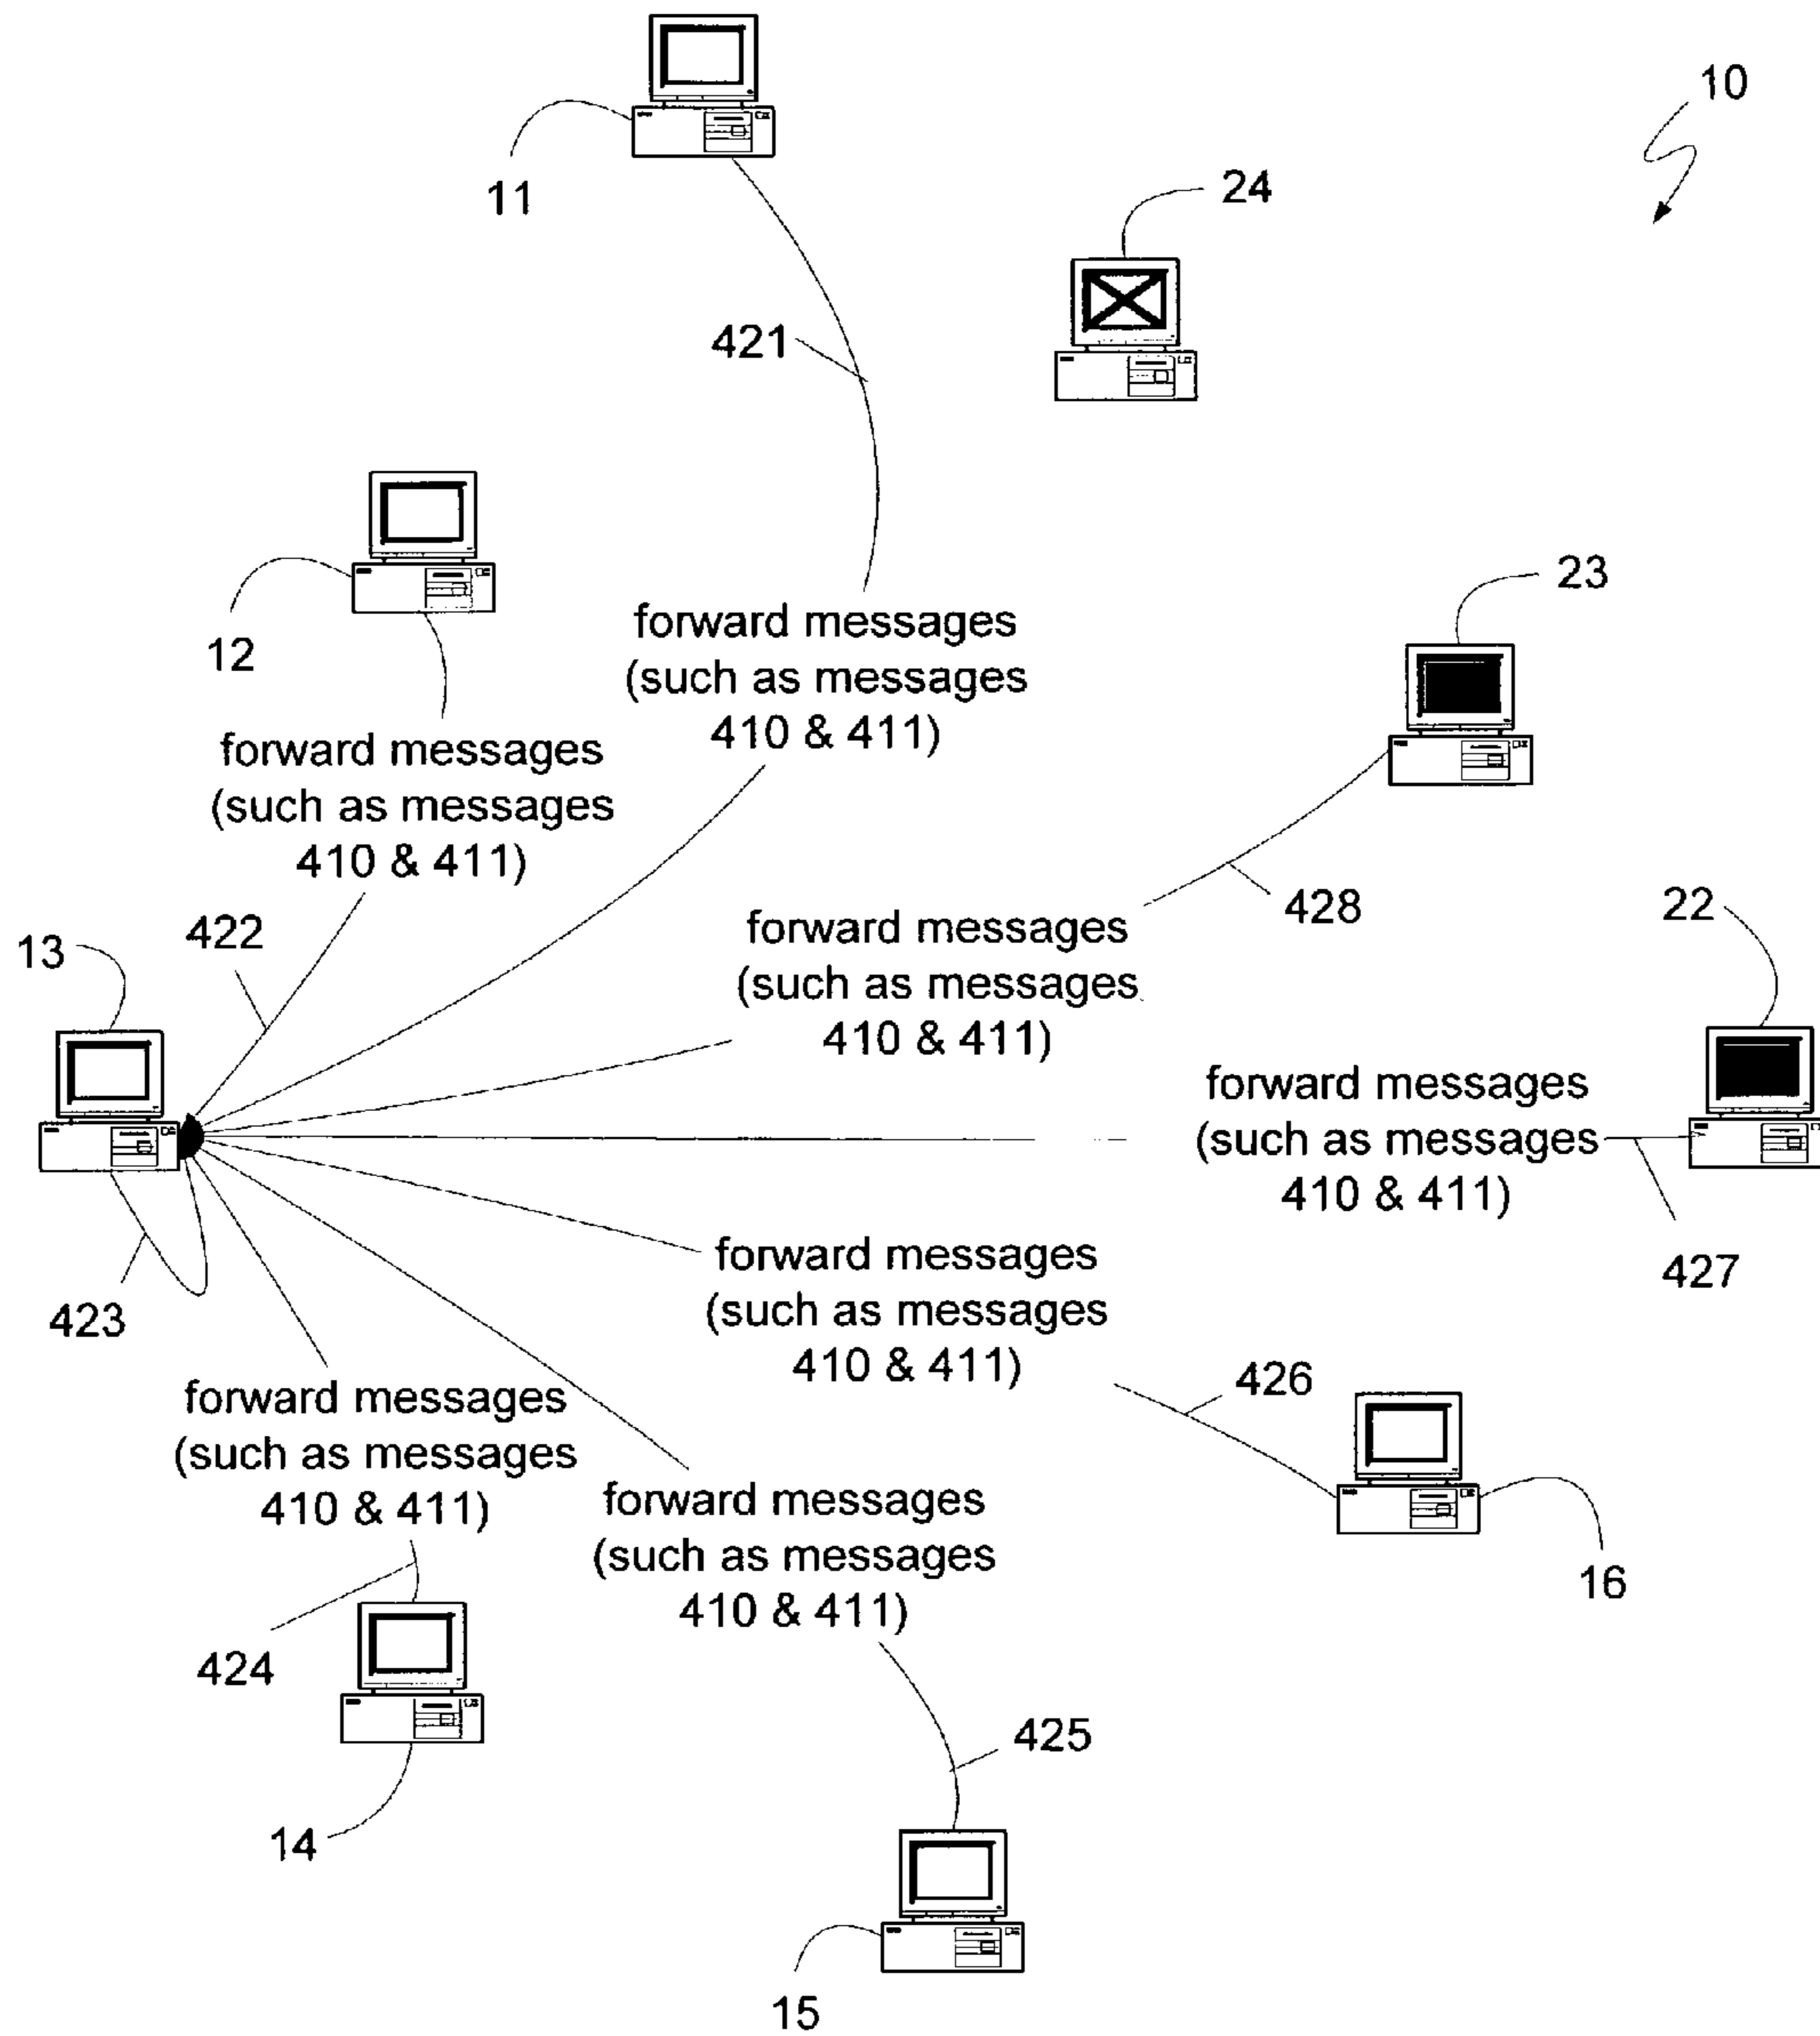 10
11
24
421
12
forward messages
(such as messages
410 & 411)
23
forward messages
(such as messages
410 & 411)
422
13
forward messages
(such as messages
410 & 411)
428
22
forward messages
(such as messages
410 & 411)
427
423
forward messages
(such as messages
410 & 411)
426
16
forward messages
(such as messages
410 & 411)
424
14
forward messages
(such as messages
410 & 411)
425
15